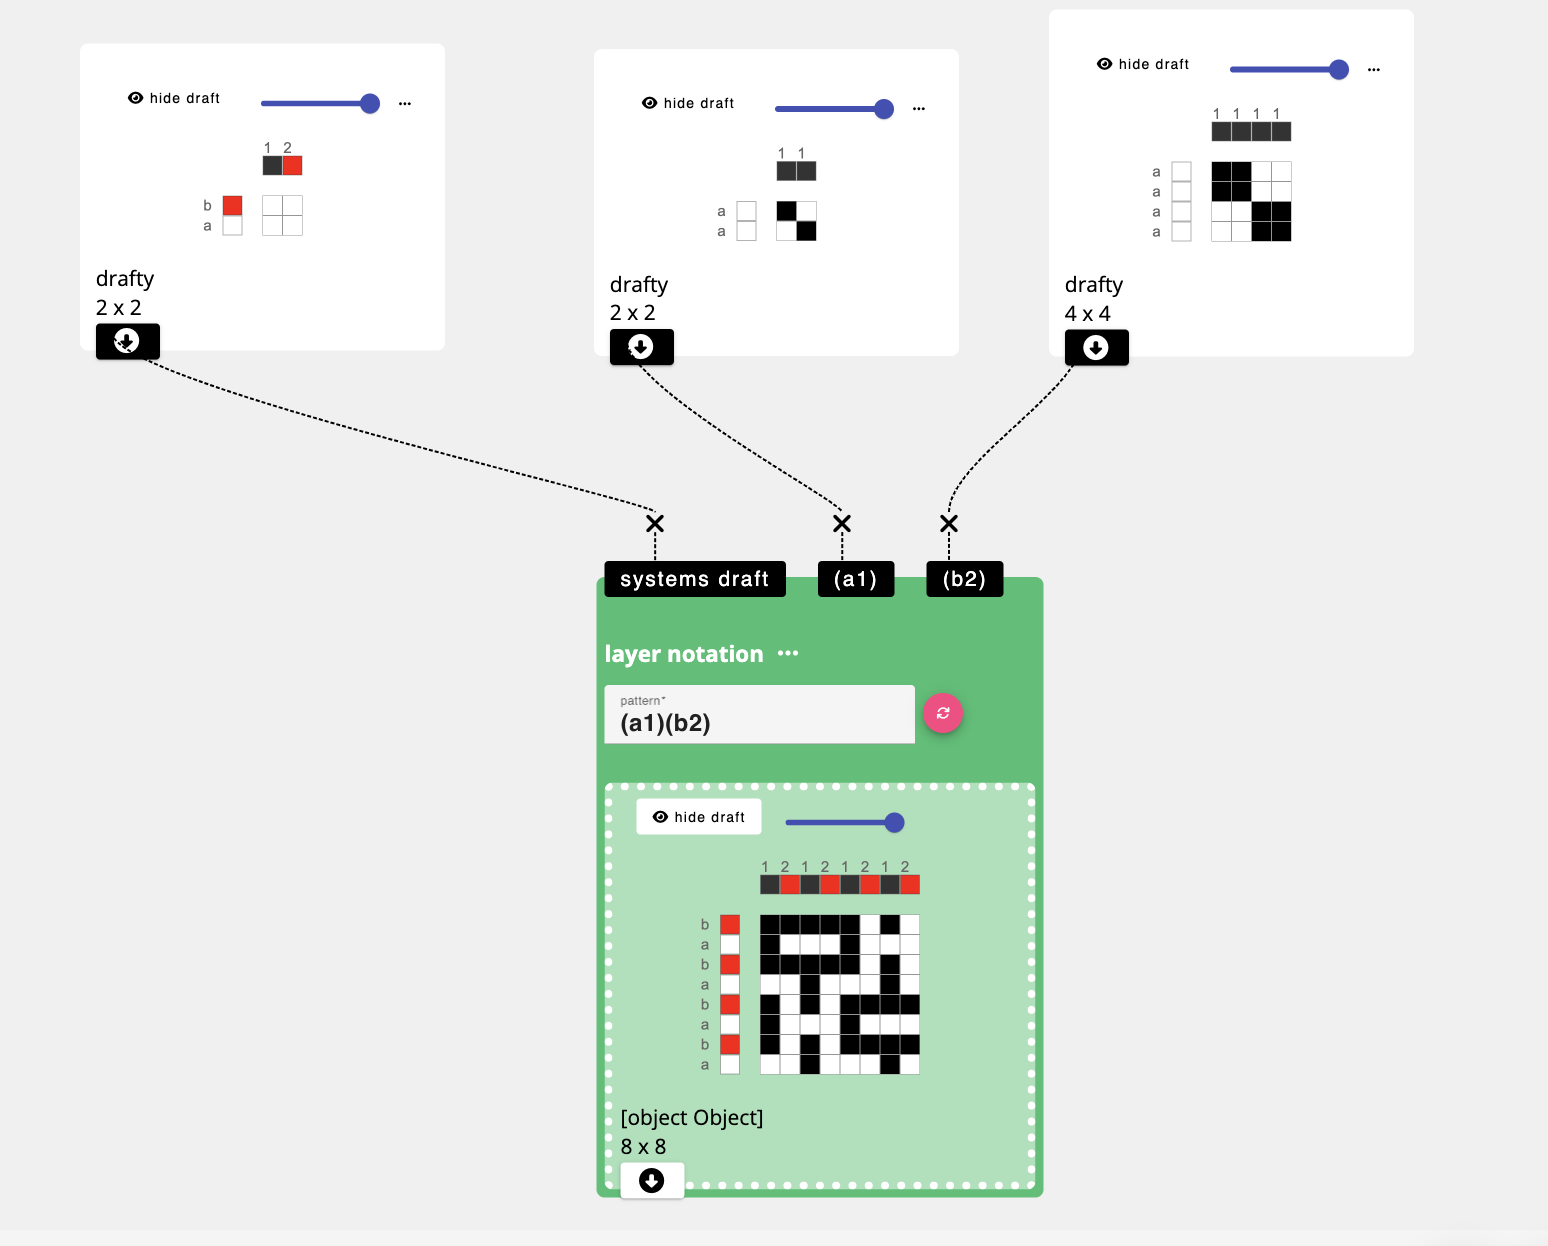 hide draft ...
1 2
b
a
drafty
2 x 2
hide draft ...
1 1
a
a
drafty
2 x 2
hide draft ...
1 1 1 1
a
a
a
a
drafty
4 x 4
systems draft (a1) (b2)
layer notation ...
pattern*
(a1)(b2)
hide draft
1 2 1 2 1 2 1 2
b
a
b
a
b
a
b
a
[object Object]
8 x 8